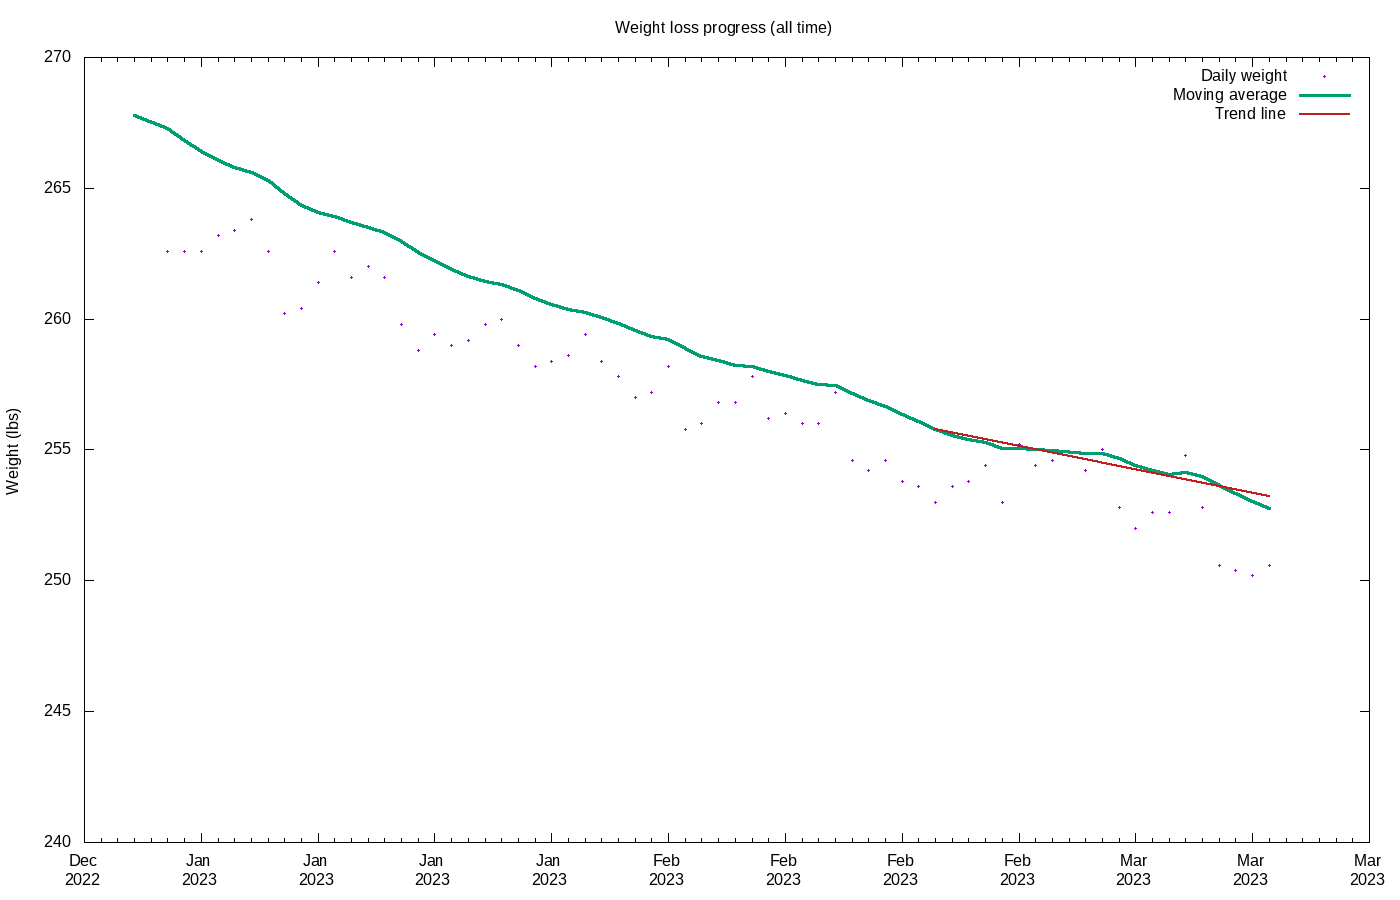 Weight loss progress (all time)
270
265
260
255
250
245
240
Weight (lbs)
Daily weight
Moving average
Trend line
Dec Jan Jan Jan Jan Feb Feb Feb Feb Mar Mar Mar
2022 2023 2023 2023 2023 2023 2023 2023 2023 2023 2023 2023